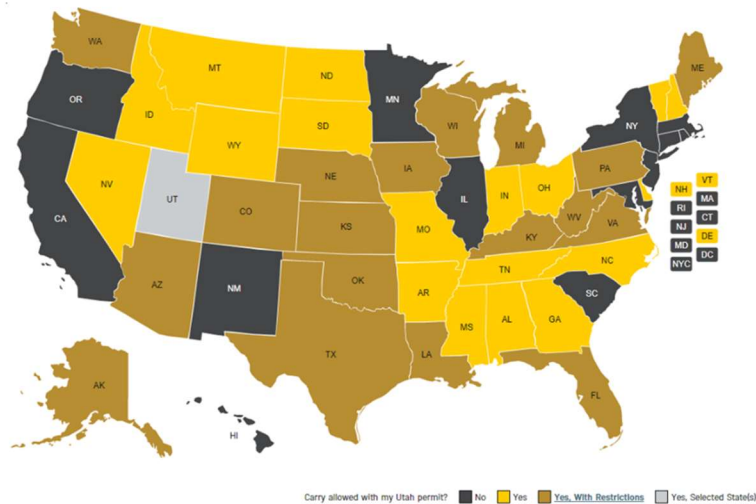 WA
ME
MT
ND
OR
MN
ID
WI
NY
SD
MI
WY
IA
PA
NE
NV
IN
OH
IL
UT
CO
WV
VA
CA
KS
MO
KY
NC
TN
OK
AZ
NM
AR
SC
MS
AL
GA
TX
LA
AK
FL
HI
VT
NH
MA
RI
CT
NJ
DE
MD
DC
NYC
Carry allowed with my Utah permit? No Yes Yes, With Restrictions Yes, Selected State(s)